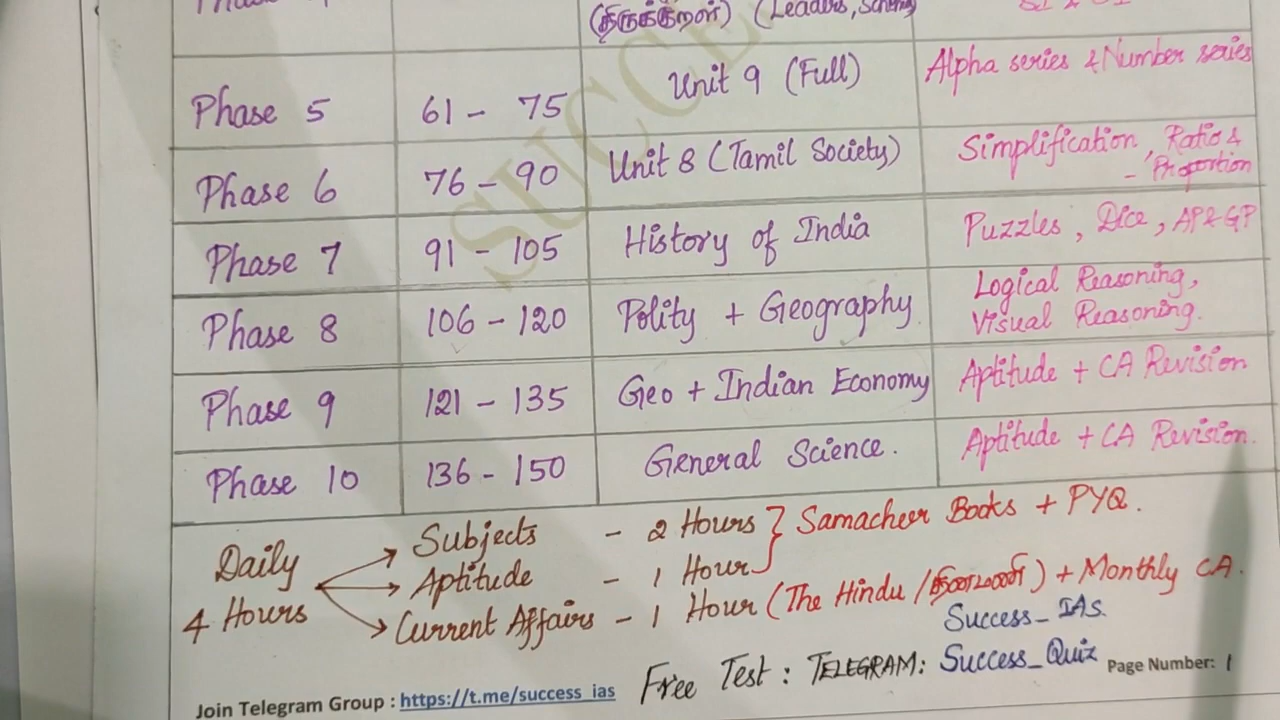 (திருக்குறள்) (Leaders, Scheme)
Phase 5 61 - 75 Unit 9 (Full) Alpha series & Number series
Phase 6 76 - 90 Unit 8 (Tamil Society) Simplification, Ratio & - Proportion
Phase 7 91 - 105 History of India Puzzles, Dice, AP & GP
Phase 8 106 - 120 Polity + Geography Logical Reasoning, Visual Reasoning.
Phase 9 121 - 135 Geo + Indian Economy Aptitude + CA Revision
Phase 10 136 - 150 General Science. Aptitude + CA Revision.
Daily 4 Hours
Subjects - 2 Hours } Samacheer Books + PYQ.
Aptitude - 1 Hour
Current Affairs - 1 Hour (The Hindu / தினமணி) + Monthly CA.
Success_IAS.
Free Test : TELEGRAM: Success_Quiz
Page Number: 1
Join Telegram Group : https://t.me/success_ias
SUCCE